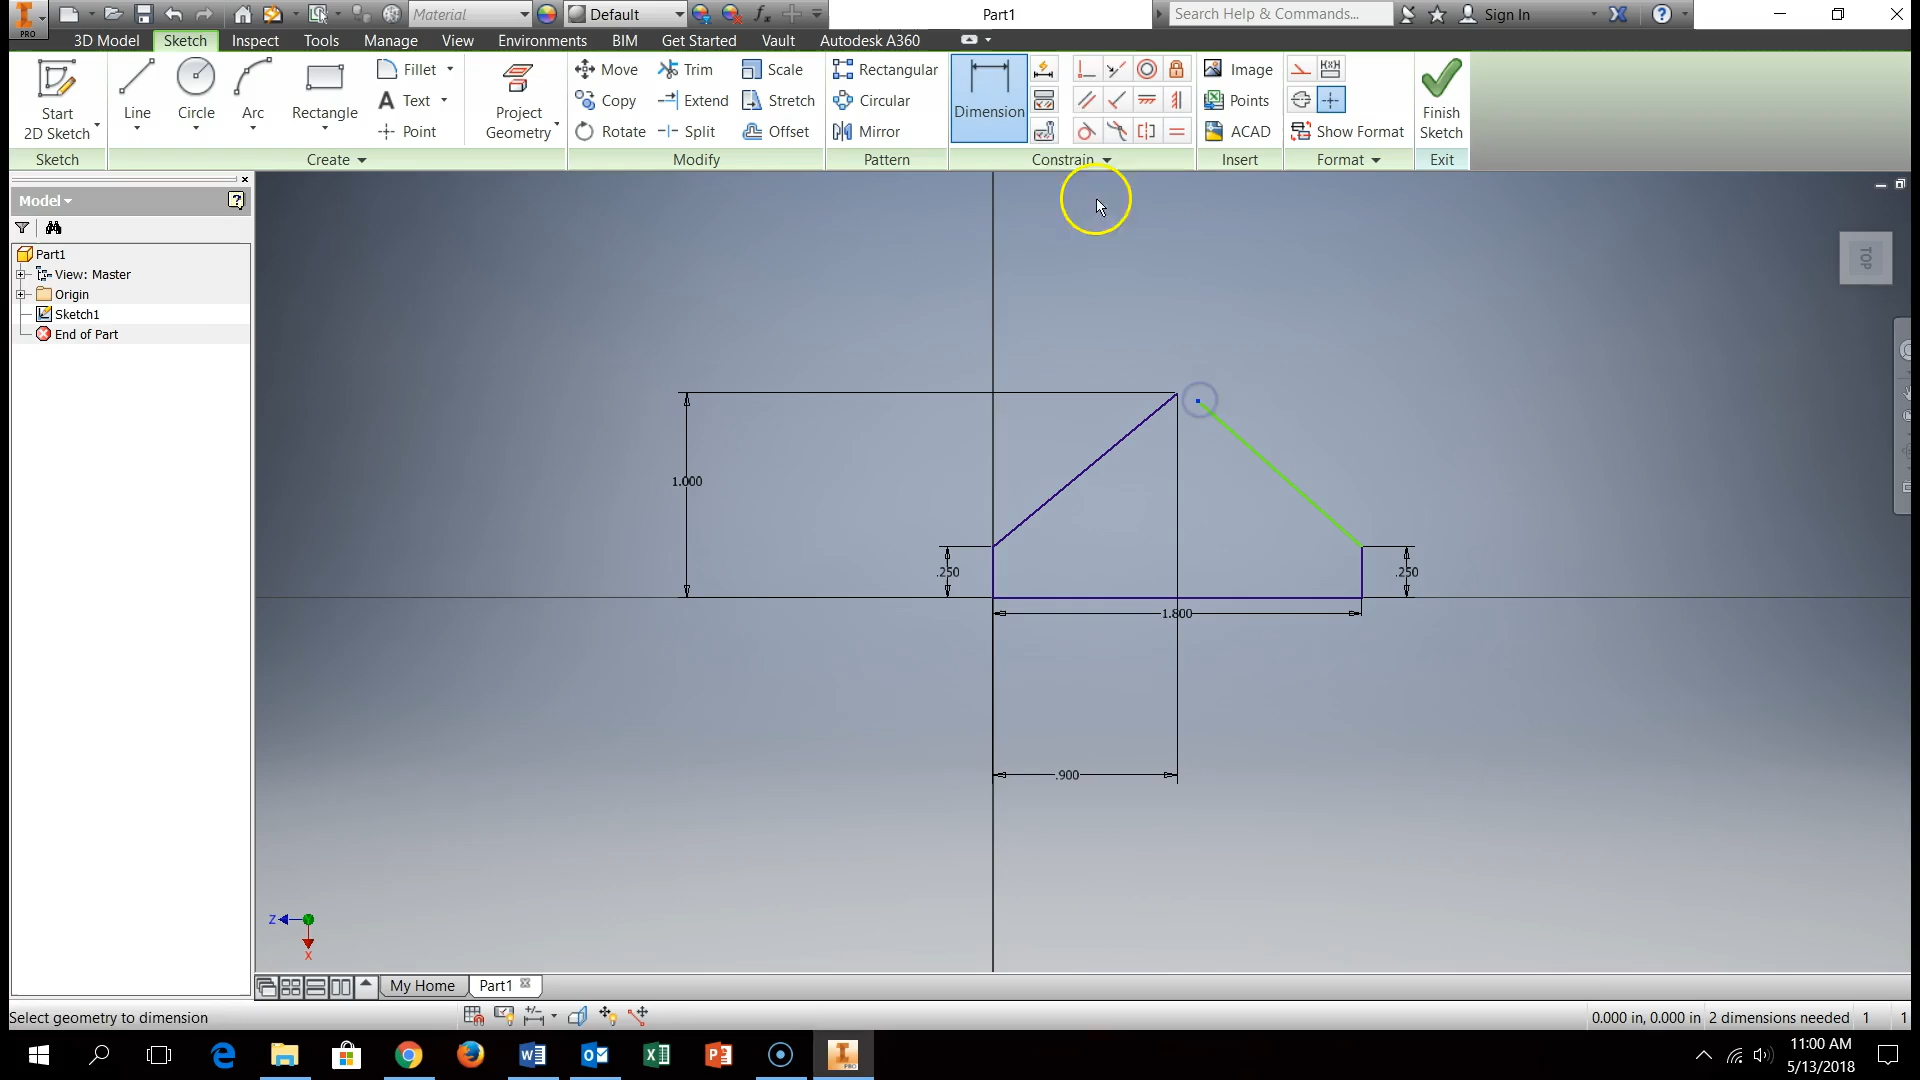 PRO
Material
Default
fx
Part1
Search Help & Commands...
Sign In
3D Model
Sketch
Inspect
Tools
Manage
View
Environments
BIM
Get Started
Vault
Autodesk A360
Start
2D Sketch
Line
Circle
Arc
Rectangle
Fillet
Text
Point
Project
Geometry
Move
Copy
Rotate
Trim
Extend
Split
Scale
Stretch
Offset
Rectangular
Circular
Mirror
Dimension
Image
Points
ACAD
Show Format
Finish
Sketch
Sketch
Create
Modify
Pattern
Constrain
Insert
Format
Exit
Model
Part1
View: Master
Origin
Sketch1
End of Part
TOP
1.000
.250
.250
1.800
.900
Z
X
My Home
Part1
Select geometry to dimension
0.000 in, 0.000 in 2 dimensions needed 1 1
11:00 AM
5/13/2018